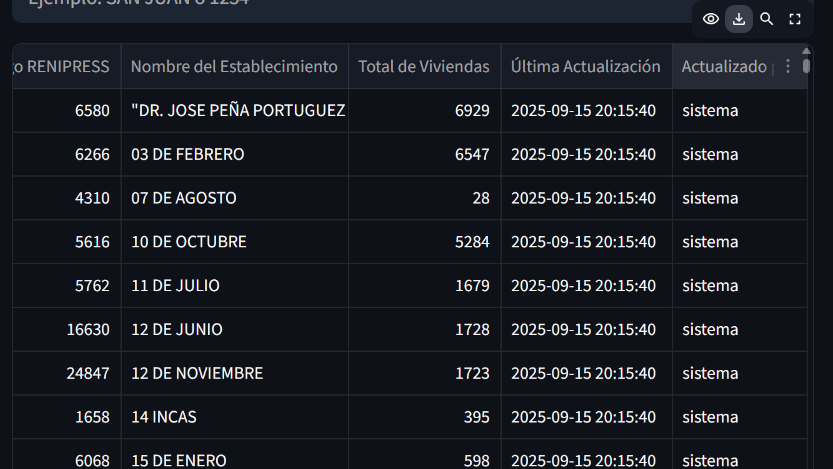 Ejemplo: SAN JUAN o 1234
o RENIPRESS Nombre del Establecimiento Total de Viviendas Última Actualización Actualizado
6580 "DR. JOSE PEÑA PORTUGUEZ 6929 2025-09-15 20:15:40 sistema
6266 03 DE FEBRERO 6547 2025-09-15 20:15:40 sistema
4310 07 DE AGOSTO 28 2025-09-15 20:15:40 sistema
5616 10 DE OCTUBRE 5284 2025-09-15 20:15:40 sistema
5762 11 DE JULIO 1679 2025-09-15 20:15:40 sistema
16630 12 DE JUNIO 1728 2025-09-15 20:15:40 sistema
24847 12 DE NOVIEMBRE 1723 2025-09-15 20:15:40 sistema
1658 14 INCAS 395 2025-09-15 20:15:40 sistema
6068 15 DE ENERO 598 2025-09-15 20:15:40 sistema